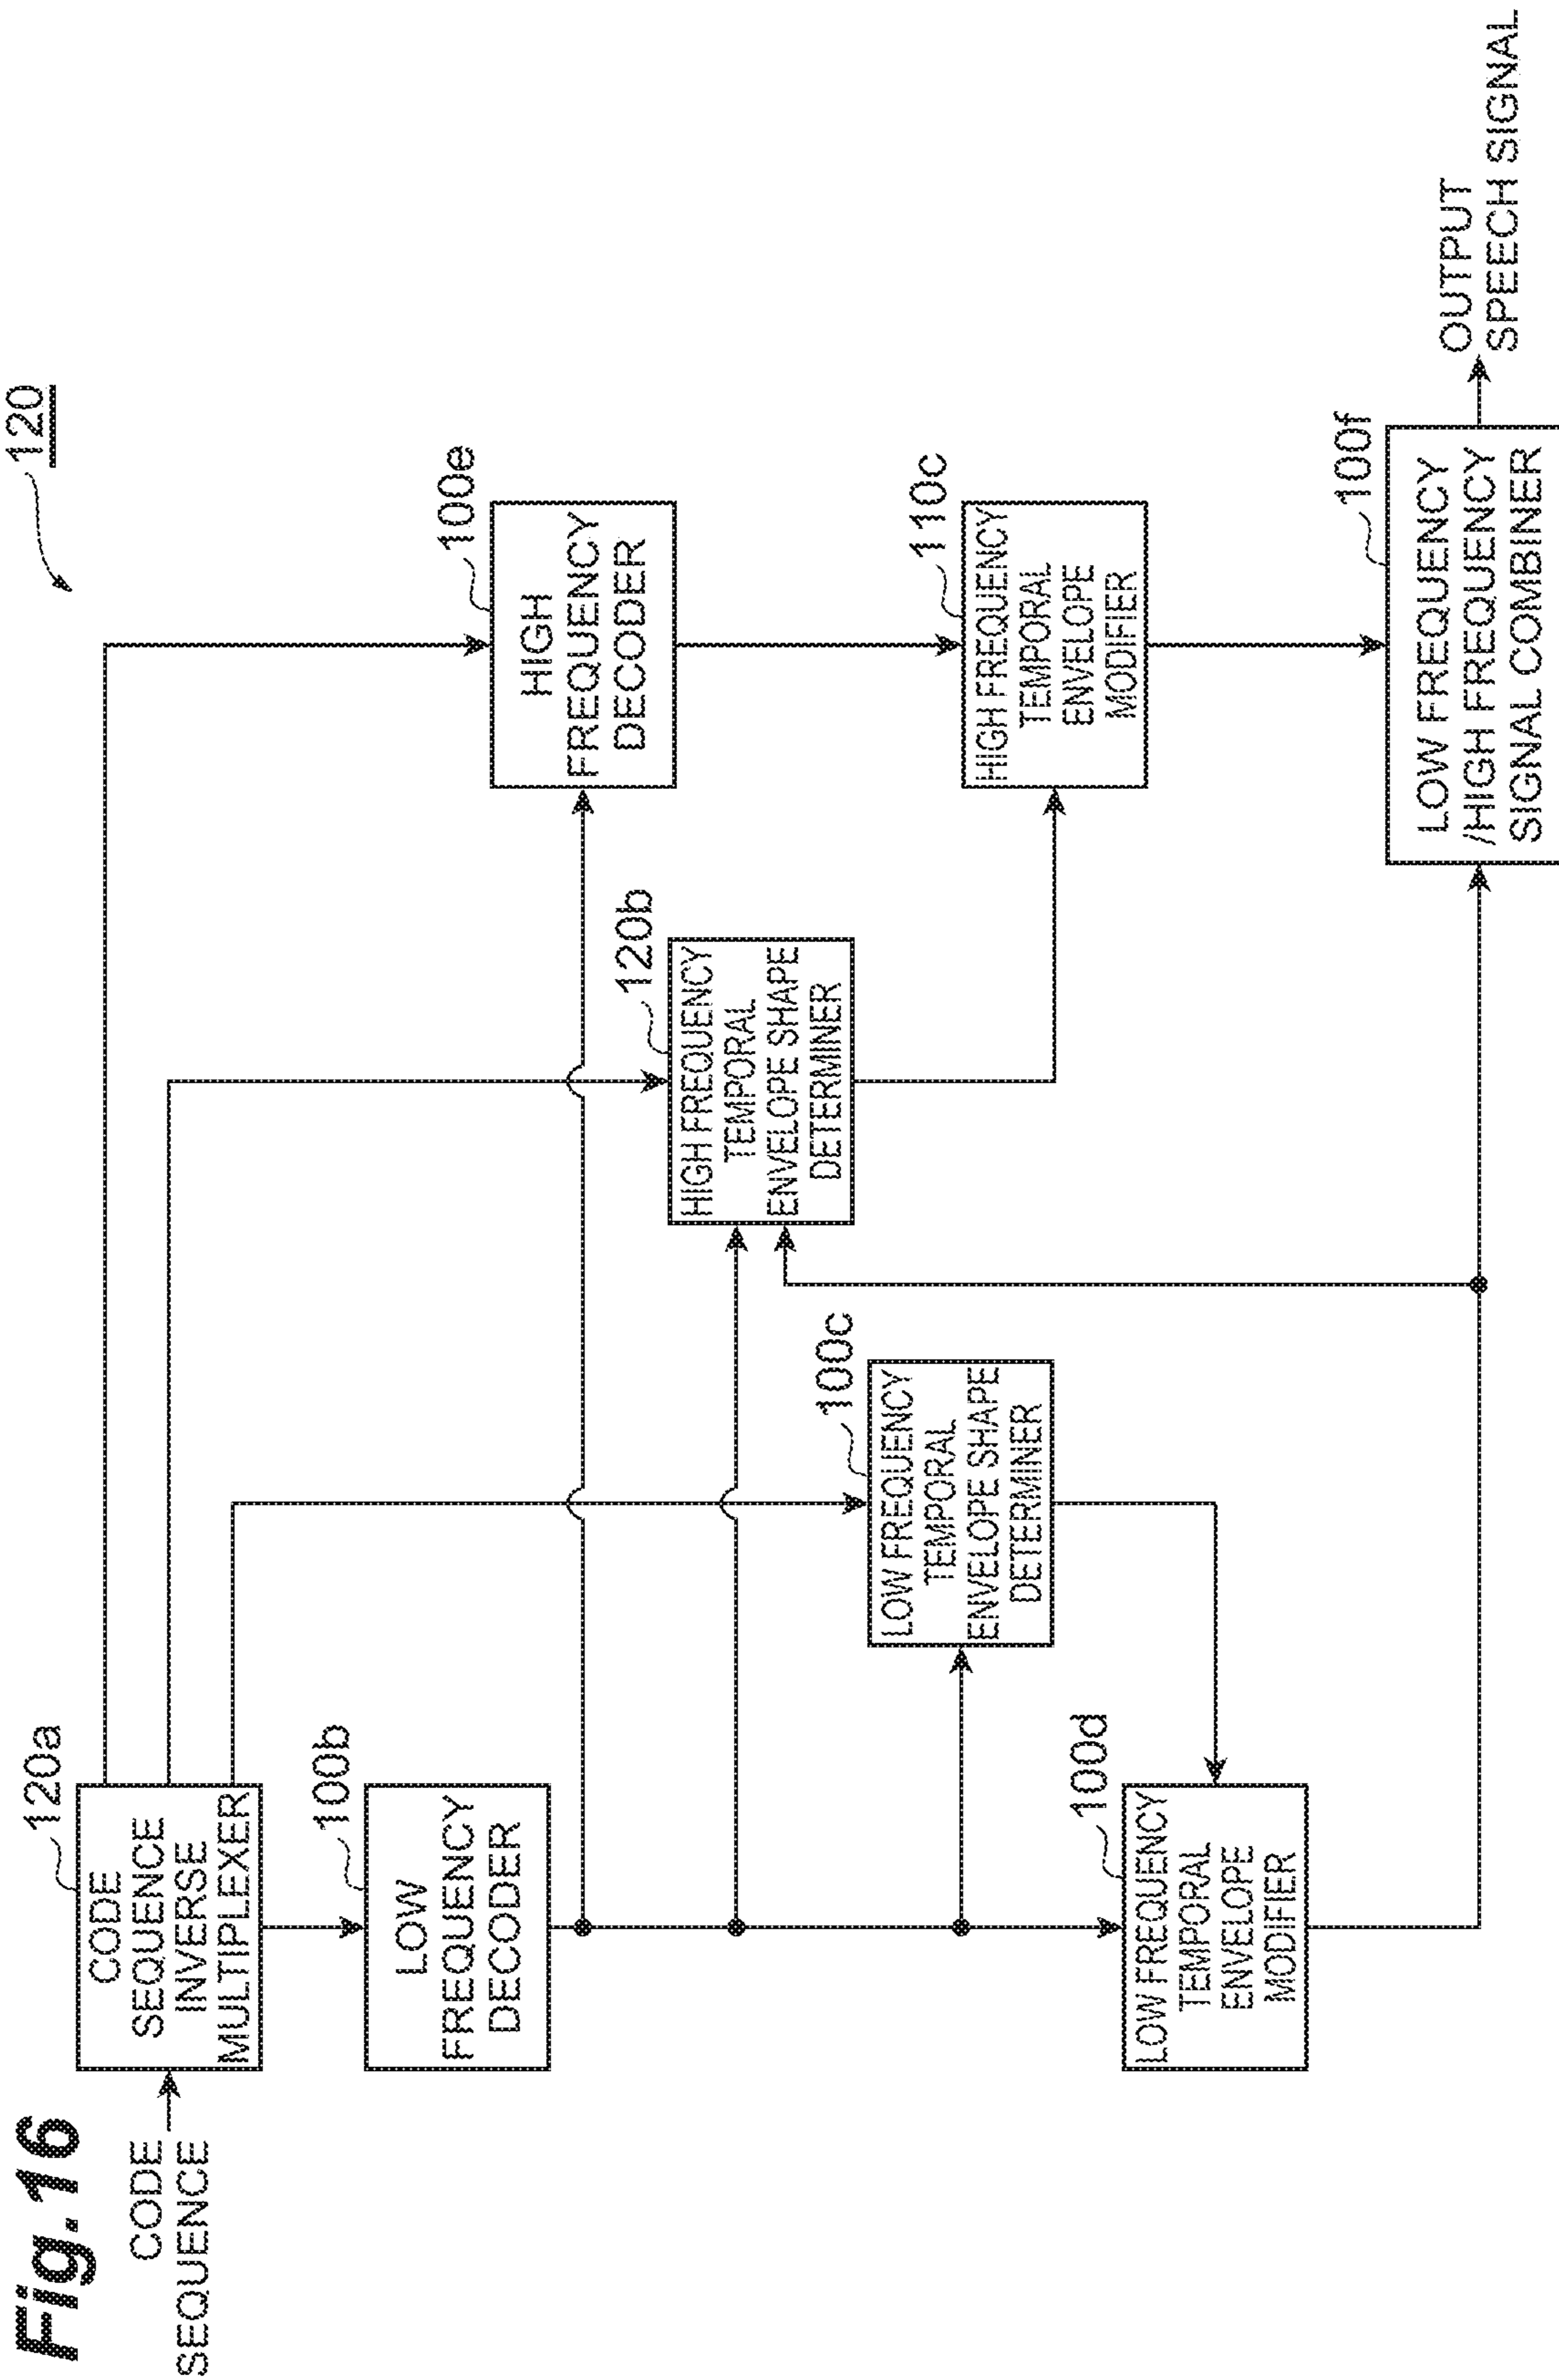 Fig.16
120
CODE
SEQUENCE
120a
CODE
SEQUENCE
INVERSE
MULTIPLEXER
100b
LOW
FREQUENCY
DECODER
100e
HIGH
FREQUENCY
DECODER
120b
HIGH FREQUENCY
TEMPORAL
ENVELOPE SHAPE
DETERMINER
100c
LOW FREQUENCY
TEMPORAL
ENVELOPE SHAPE
DETERMINER
110c
HIGH FREQUENCY
TEMPORAL
ENVELOPE
MODIFIER
100d
LOW FREQUENCY
TEMPORAL
ENVELOPE
MODIFIER
100f
LOW FREQUENCY
/HIGH FREQUENCY
SIGNAL COMBINER
OUTPUT
SPEECH SIGNAL